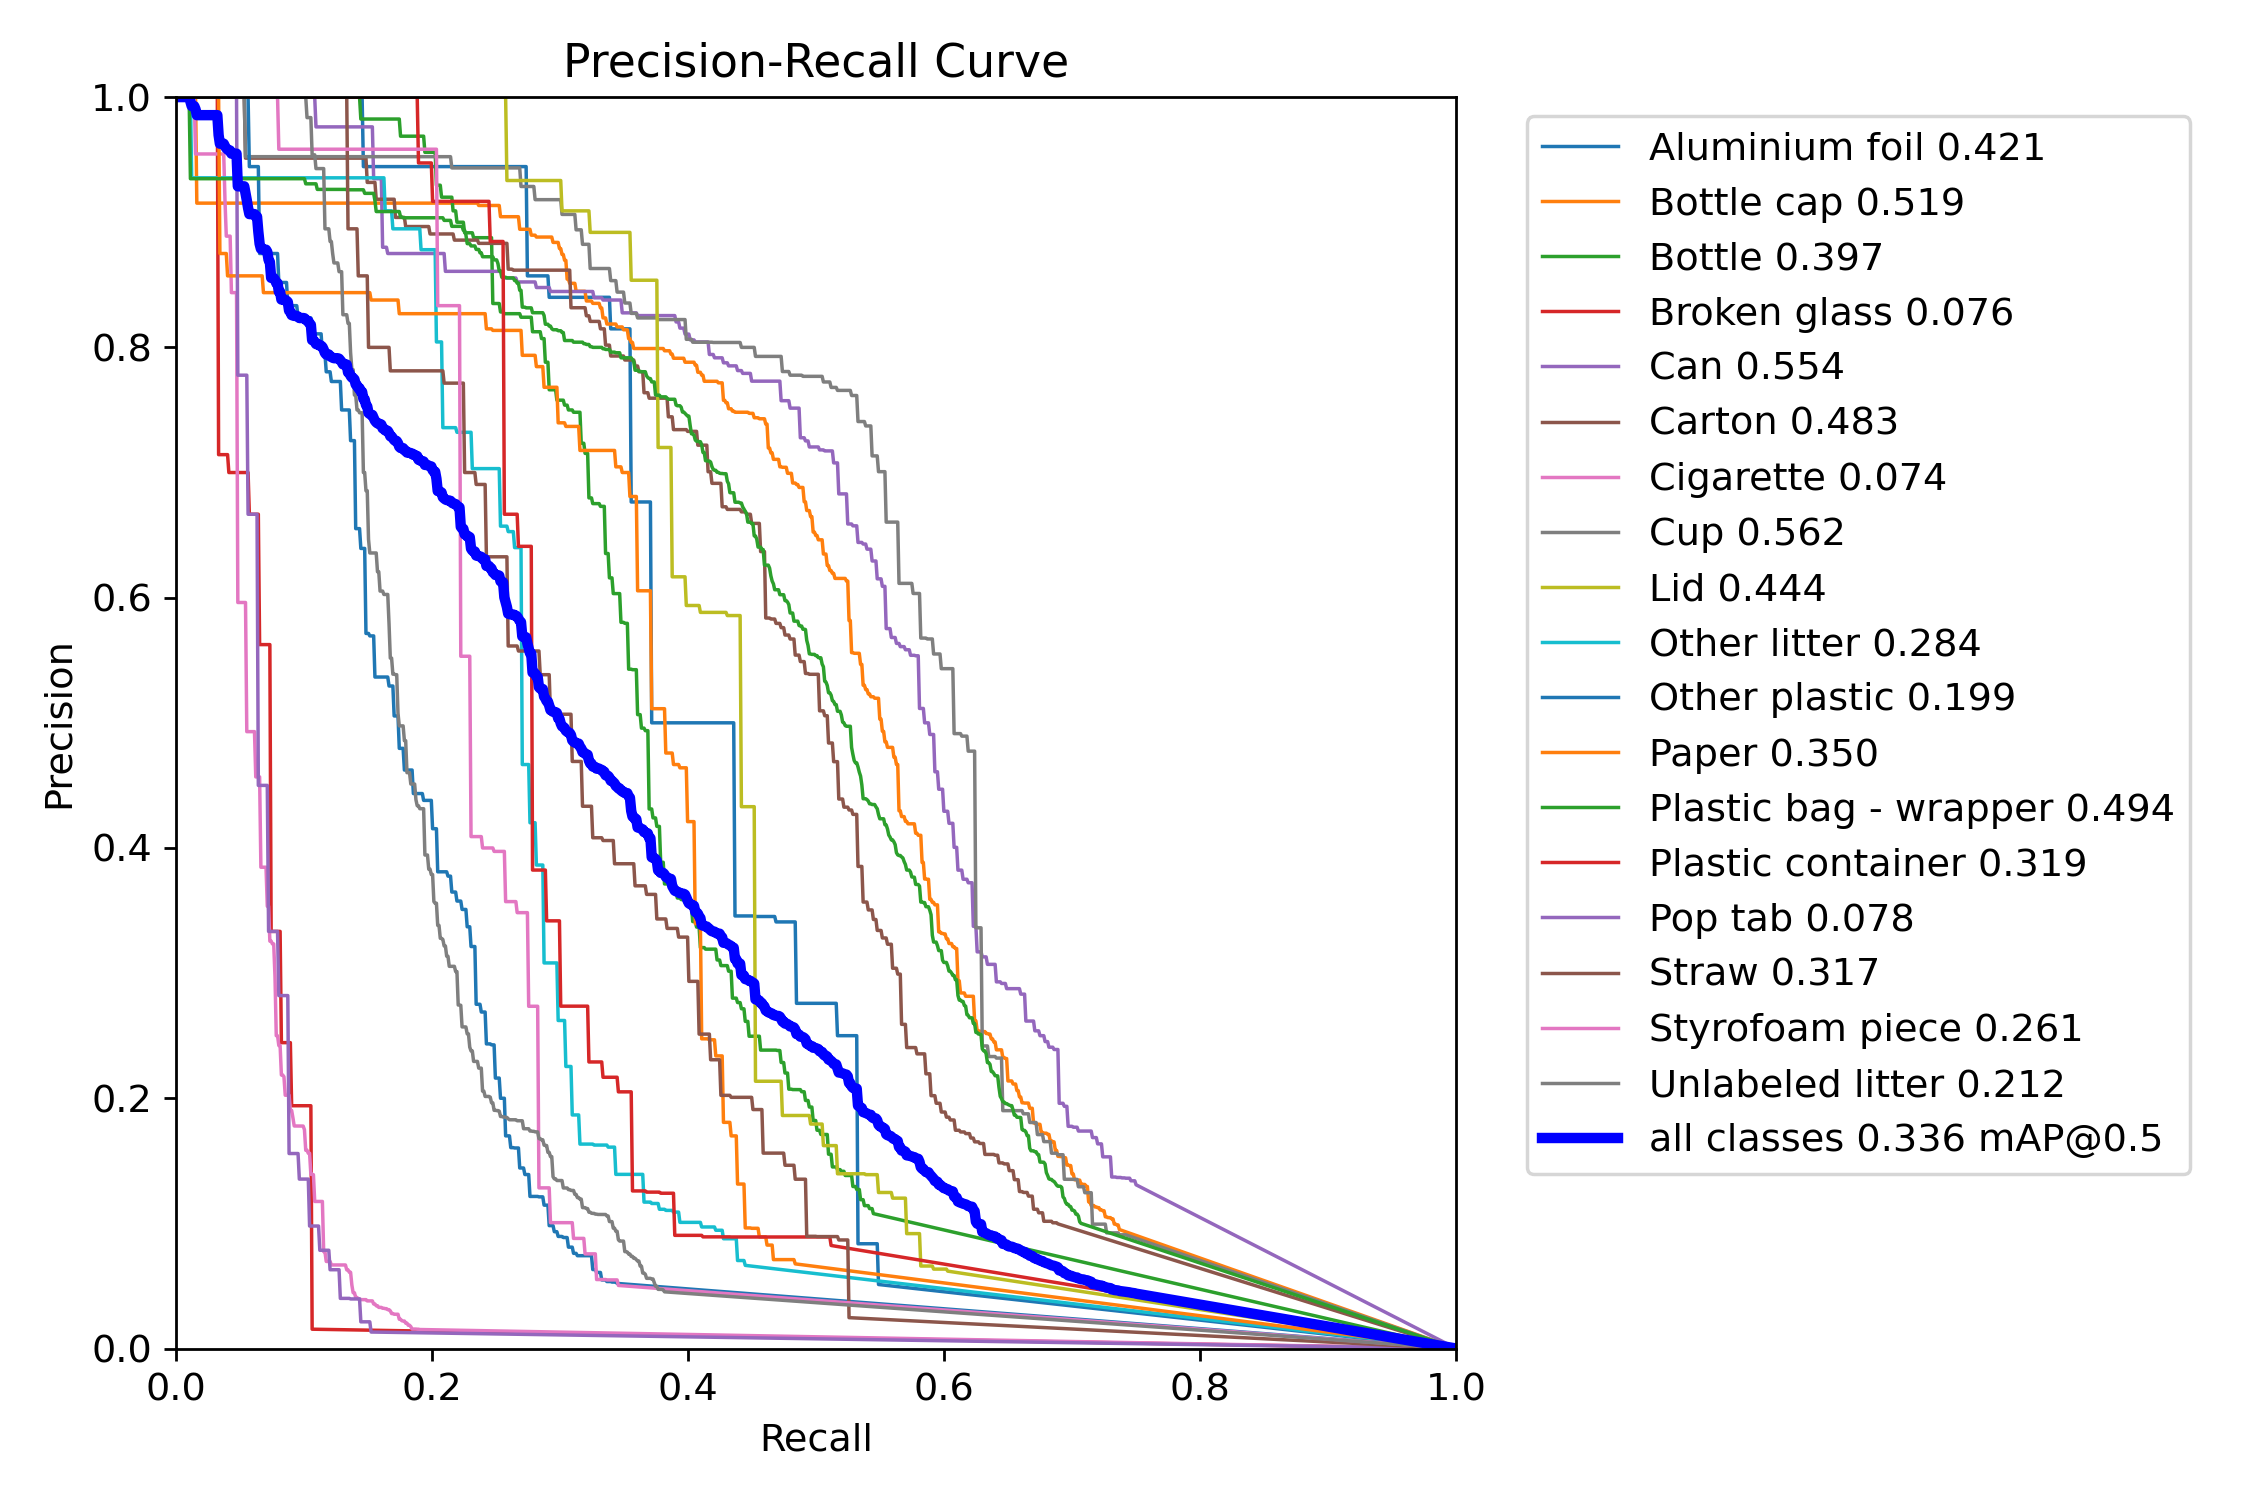 Precision-Recall Curve
1.0
0.8
0.6
0.4
0.2
0.0
Precision
0.0 0.2 0.4 0.6 0.8 1.0
Recall
Aluminium foil 0.421
Bottle cap 0.519
Bottle 0.397
Broken glass 0.076
Can 0.554
Carton 0.483
Cigarette 0.074
Cup 0.562
Lid 0.444
Other litter 0.284
Other plastic 0.199
Paper 0.350
Plastic bag - wrapper 0.494
Plastic container 0.319
Pop tab 0.078
Straw 0.317
Styrofoam piece 0.261
Unlabeled litter 0.212
all classes 0.336 mAP@0.5